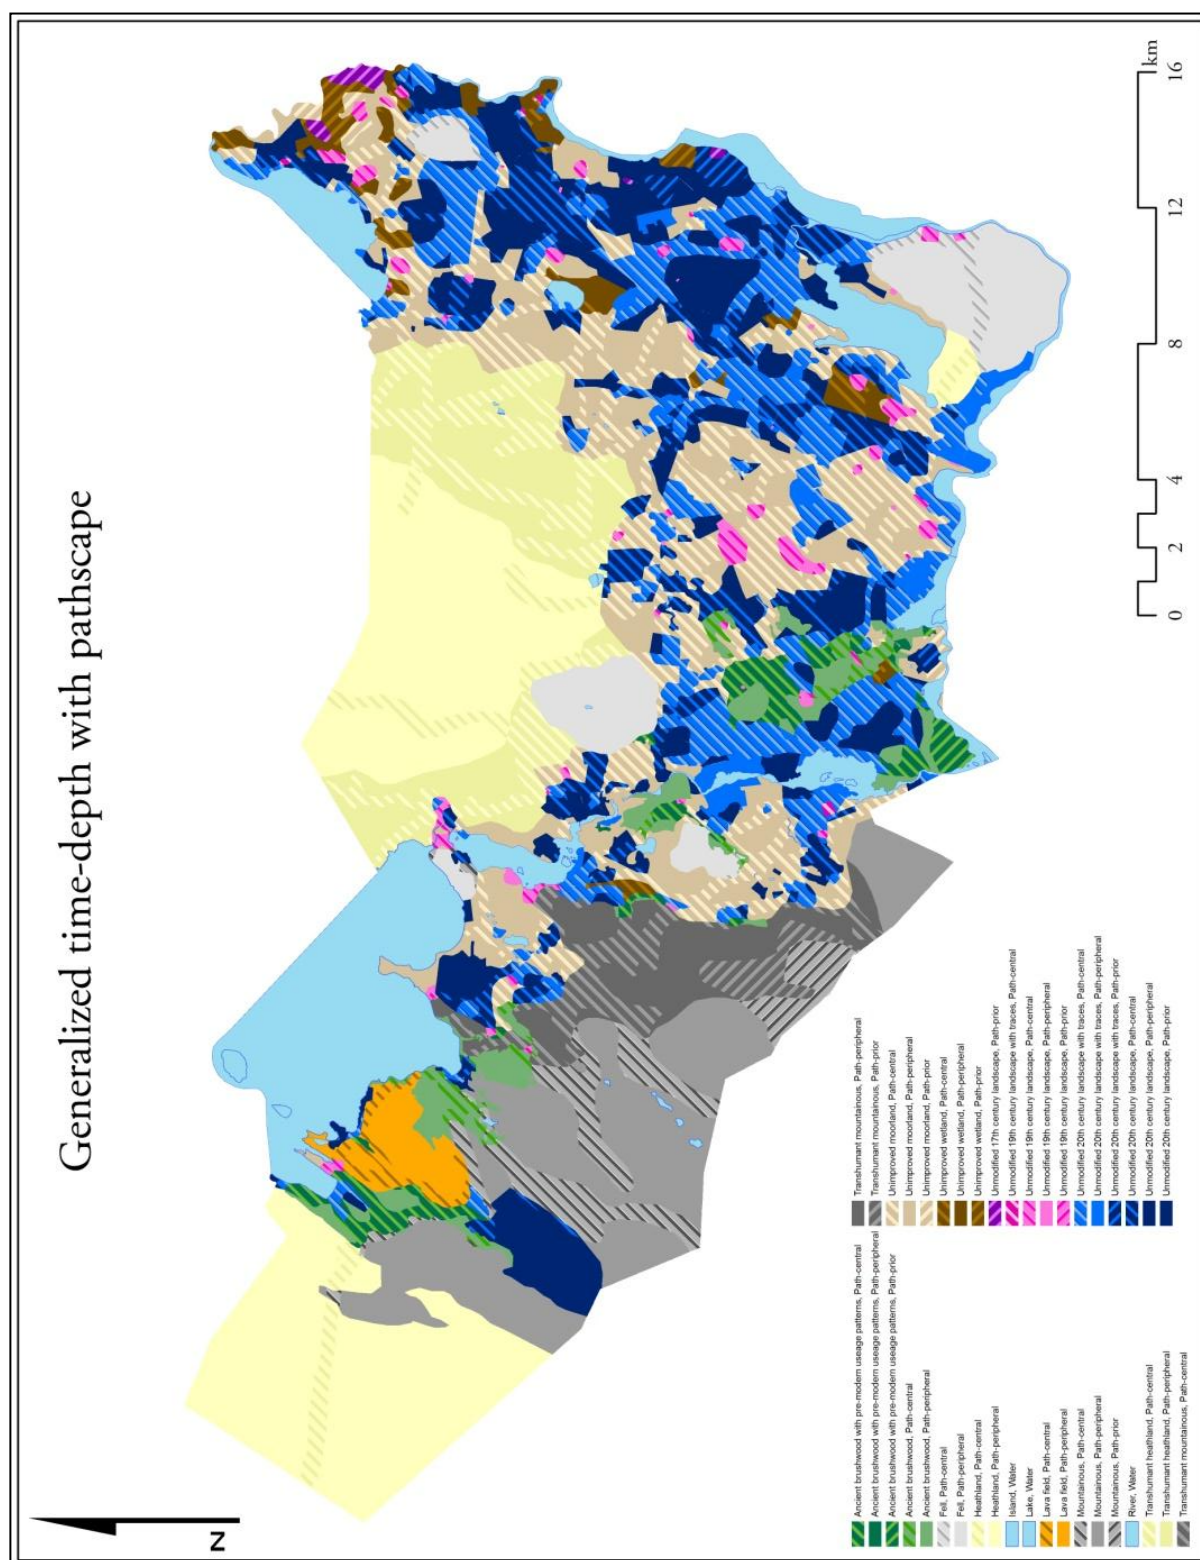 Generalized time-depth with pathscape
N
Ancient brushwood with pre-modern useage patterns, Path-central
Ancient brushwood with pre-modern useage patterns, Path-peripheral
Ancient brushwood with pre-modern useage patterns, Path-prior
Ancient brushwood, Path-central
Ancient brushwood, Path-peripheral
Fell, Path-central
Fell, Path-peripheral
Heathland, Path-central
Heathland, Path-peripheral
Island, Water
Lake, Water
Lava field, Path-central
Lava field, Path-peripheral
Mountainous, Path-central
Mountainous, Path-peripheral
Mountainous, Path-prior
River, Water
Transhumant heathland, Path-central
Transhumant heathland, Path-peripheral
Transhumant mountainous, Path-central
Transhumant mountainous, Path-peripheral
Transhumant mountainous, Path-prior
Unimproved moorland, Path-central
Unimproved moorland, Path-peripheral
Unimproved moorland, Path-prior
Unimproved wetland, Path-central
Unimproved wetland, Path-peripheral
Unimproved wetland, Path-prior
Unmodified 17th century landscape, Path-prior
Unmodified 19th century landscape with traces, Path-central
Unmodified 19th century landscape, Path-central
Unmodified 19th century landscape, Path-peripheral
Unmodified 19th century landscape, Path-prior
Unmodified 20th century landscape with traces, Path-central
Unmodified 20th century landscape with traces, Path-peripheral
Unmodified 20th century landscape with traces, Path-prior
Unmodified 20th century landscape, Path-central
Unmodified 20th century landscape, Path-peripheral
Unmodified 20th century landscape, Path-prior
0 2 4 8 12 16
km